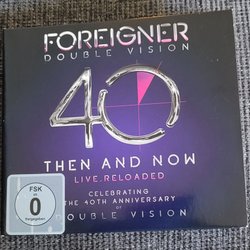 FOREIGNER
DOUBLE VISION
40
THEN AND NOW
LIVE.RELOADED
CELEBRATING
THE 40TH ANNIVERSARY
OF
DOUBLE VISION
FSK
ab
0
freigegeben